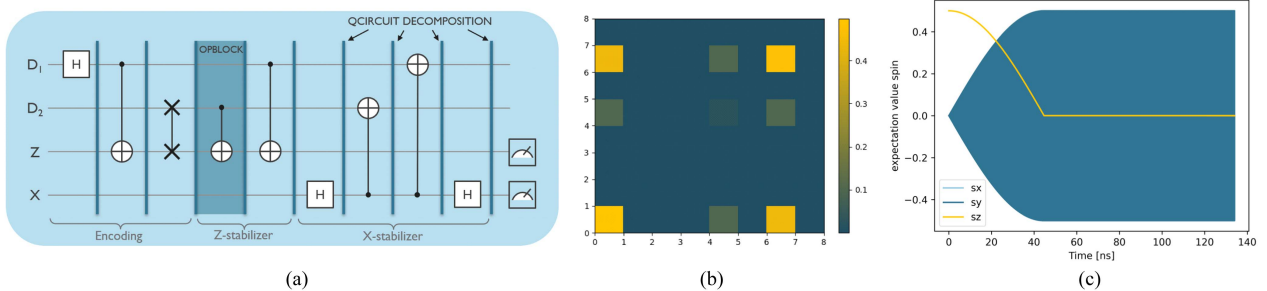 QCIRCUIT DECOMPOSITION
OPBLOCK
H
D1
D2
Z
X
H
H
Encoding
Z-stabilizer
X-stabilizer
(a)
8
7
6
5
4
3
2
1
0
0 1 2 3 4 5 6 7 8
0.4
0.3
0.2
0.1
(b)
expectation value spin
0.4
0.2
0.0
−0.2
−0.4
sx
sy
sz
0 20 40 60 80 100 120 140
Time [ns]
(c)